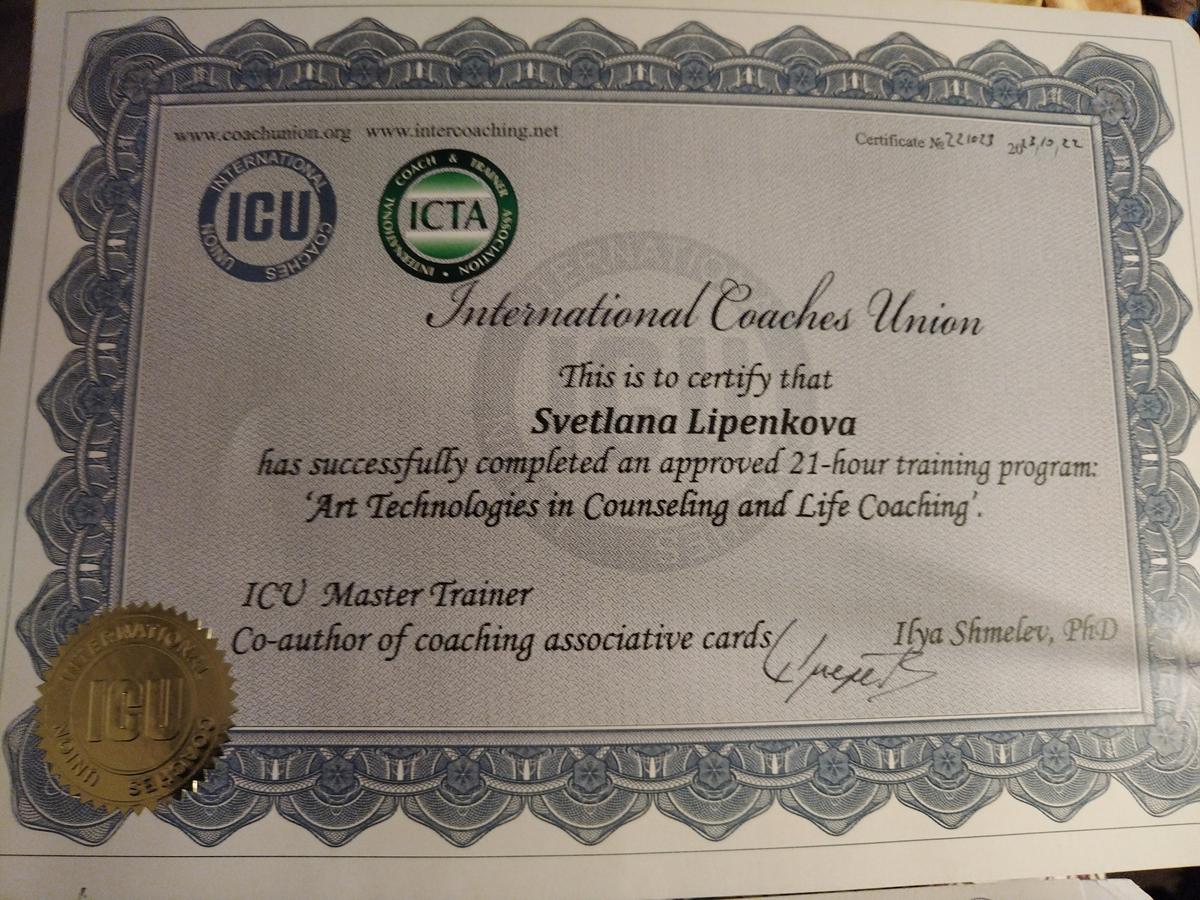 www.coachunion.org www.intercoaching.net
Certificate № 221023 2013,10,22
INTERNATIONAL COACHES UNION
ICU
INTERNATIONAL COACH & TRAINER ASSOCIATION
ICTA
International Coaches Union
This is to certify that
Svetlana Lipenkova
has successfully completed an approved 21-hour training program:
‘Art Technologies in Counseling and Life Coaching’.
ICU Master Trainer
Co-author of coaching associative cards Ilya Shmelev, PhD
INTERNATIONAL COACHES UNION
ICU